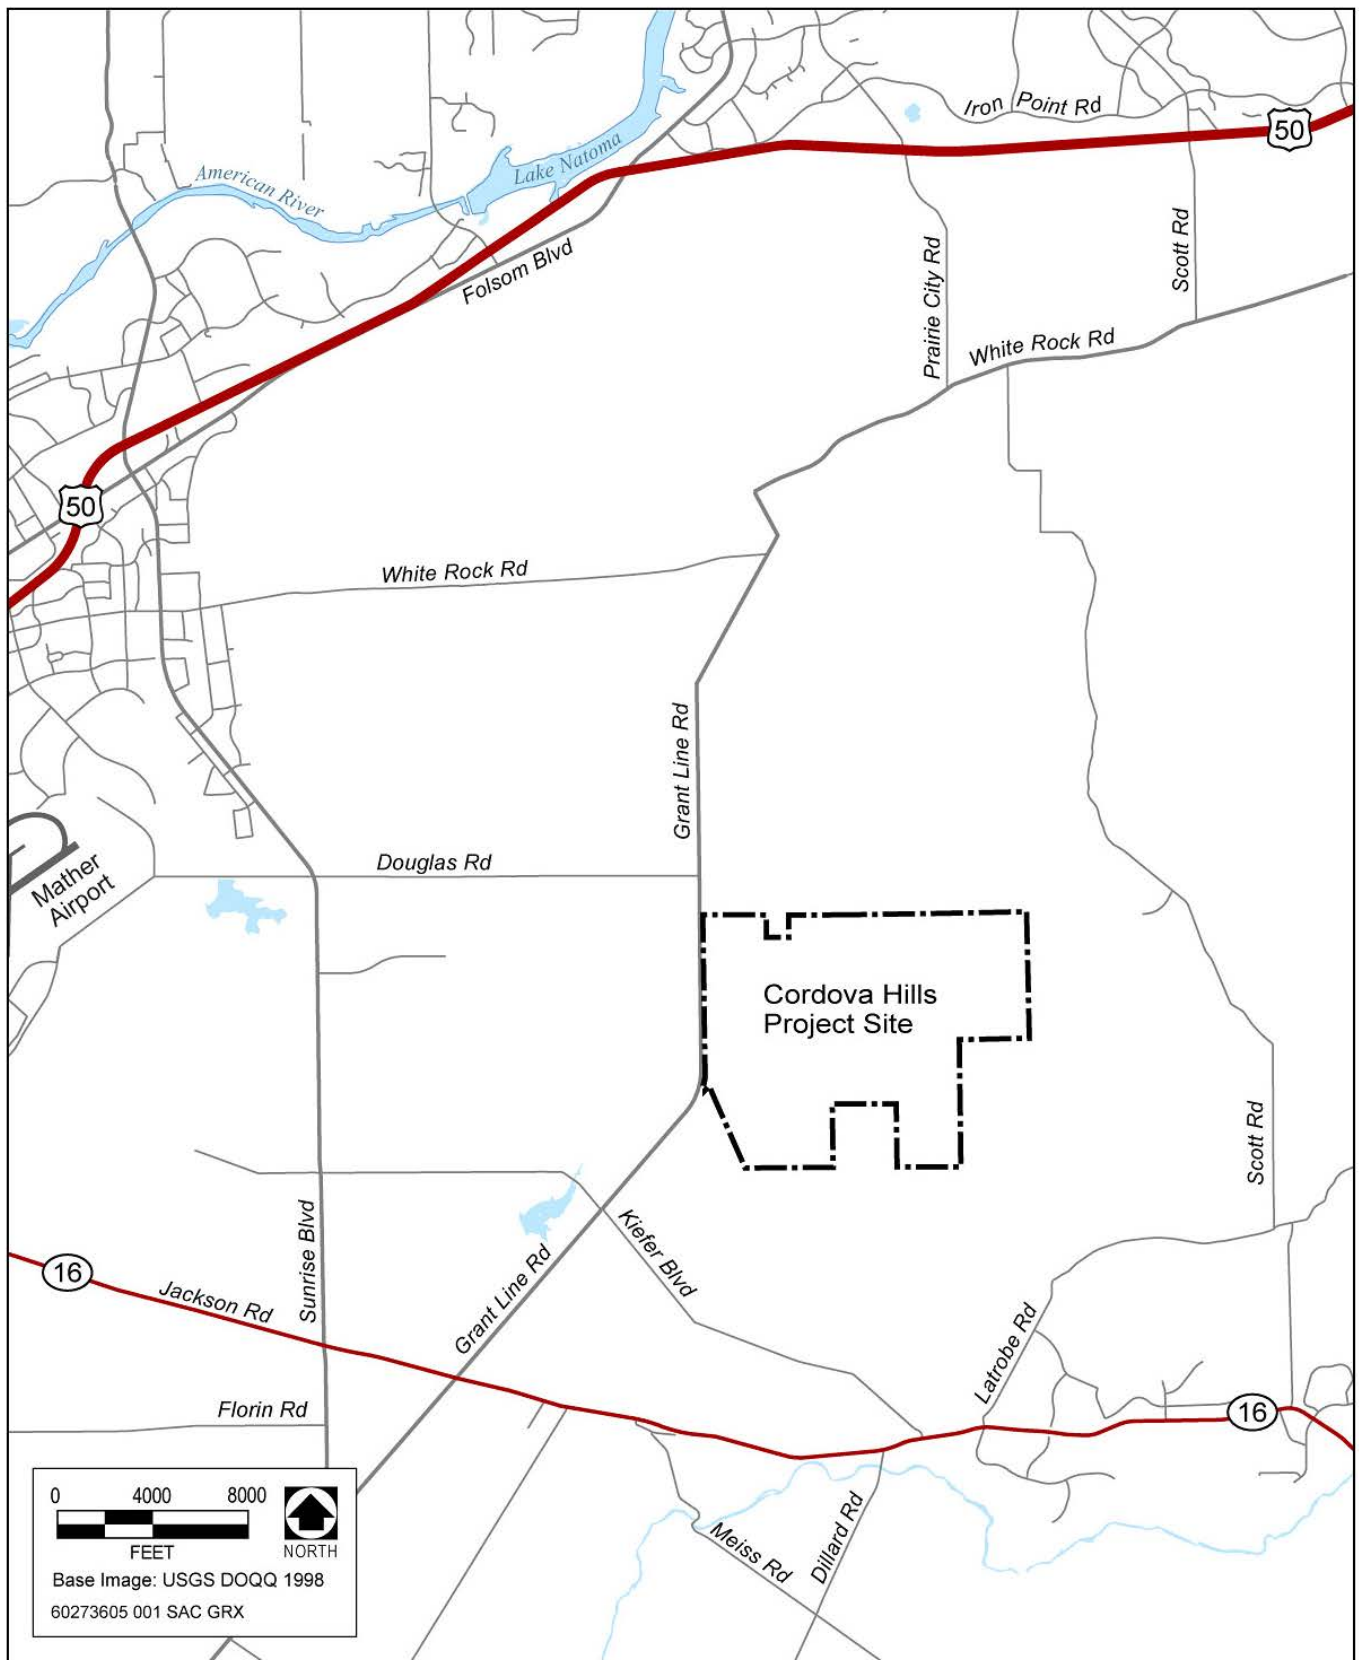 Iron Point Rd
50
Lake Natoma
American River
Folsom Blvd
Prairie City Rd
Scott Rd
White Rock Rd
50
White Rock Rd
Grant Line Rd
Douglas Rd
Mather
Airport
Cordova Hills
Project Site
Scott Rd
Sunrise Blvd
Kiefer Blvd
Grant Line Rd
16
Jackson Rd
Latrobe Rd
Florin Rd
16
0 4000 8000
FEET
NORTH
Base Image: USGS DOQQ 1998
60273605 001 SAC GRX
Meiss Rd
Dillard Rd